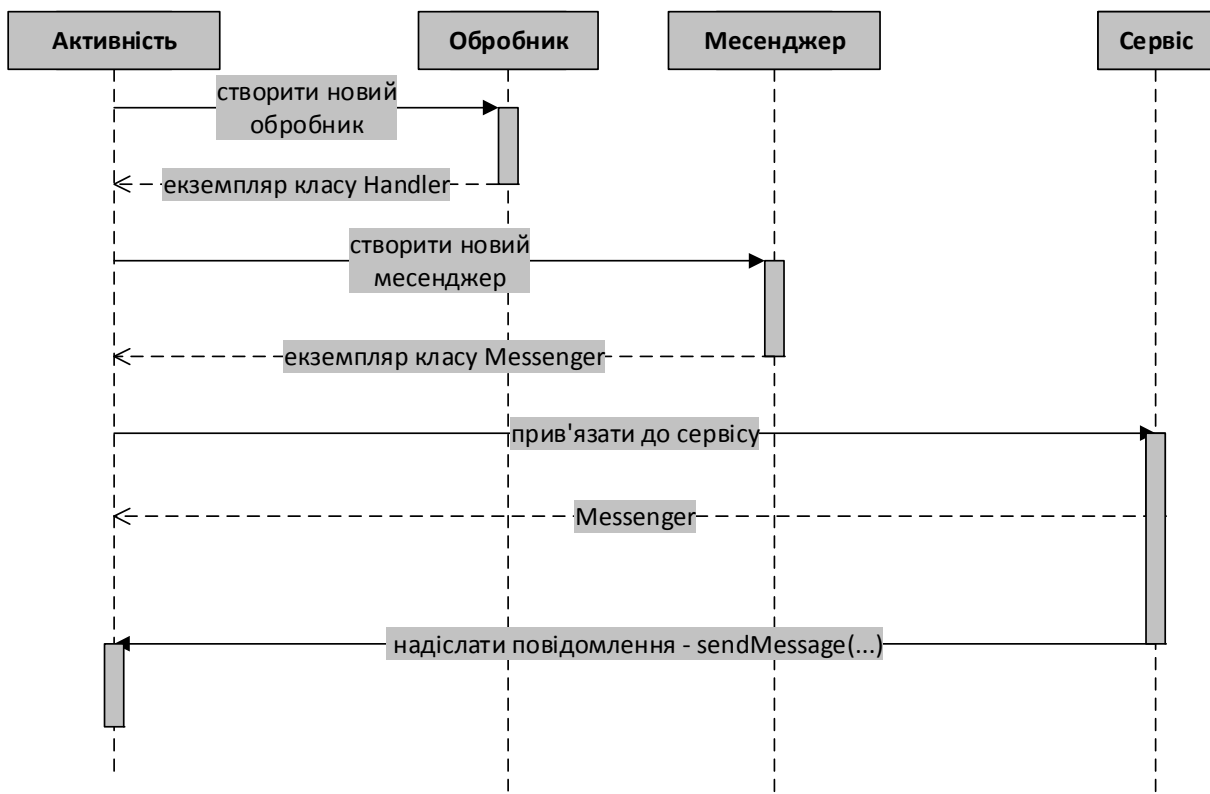 Активність
Обробник
Месенджер
Сервіс
створити новий
обробник
екземпляр класу Handler
створити новий
месенджер
екземпляр класу Messenger
прив'язати до сервісу
Messenger
надіслати повідомлення - sendMessage(...)